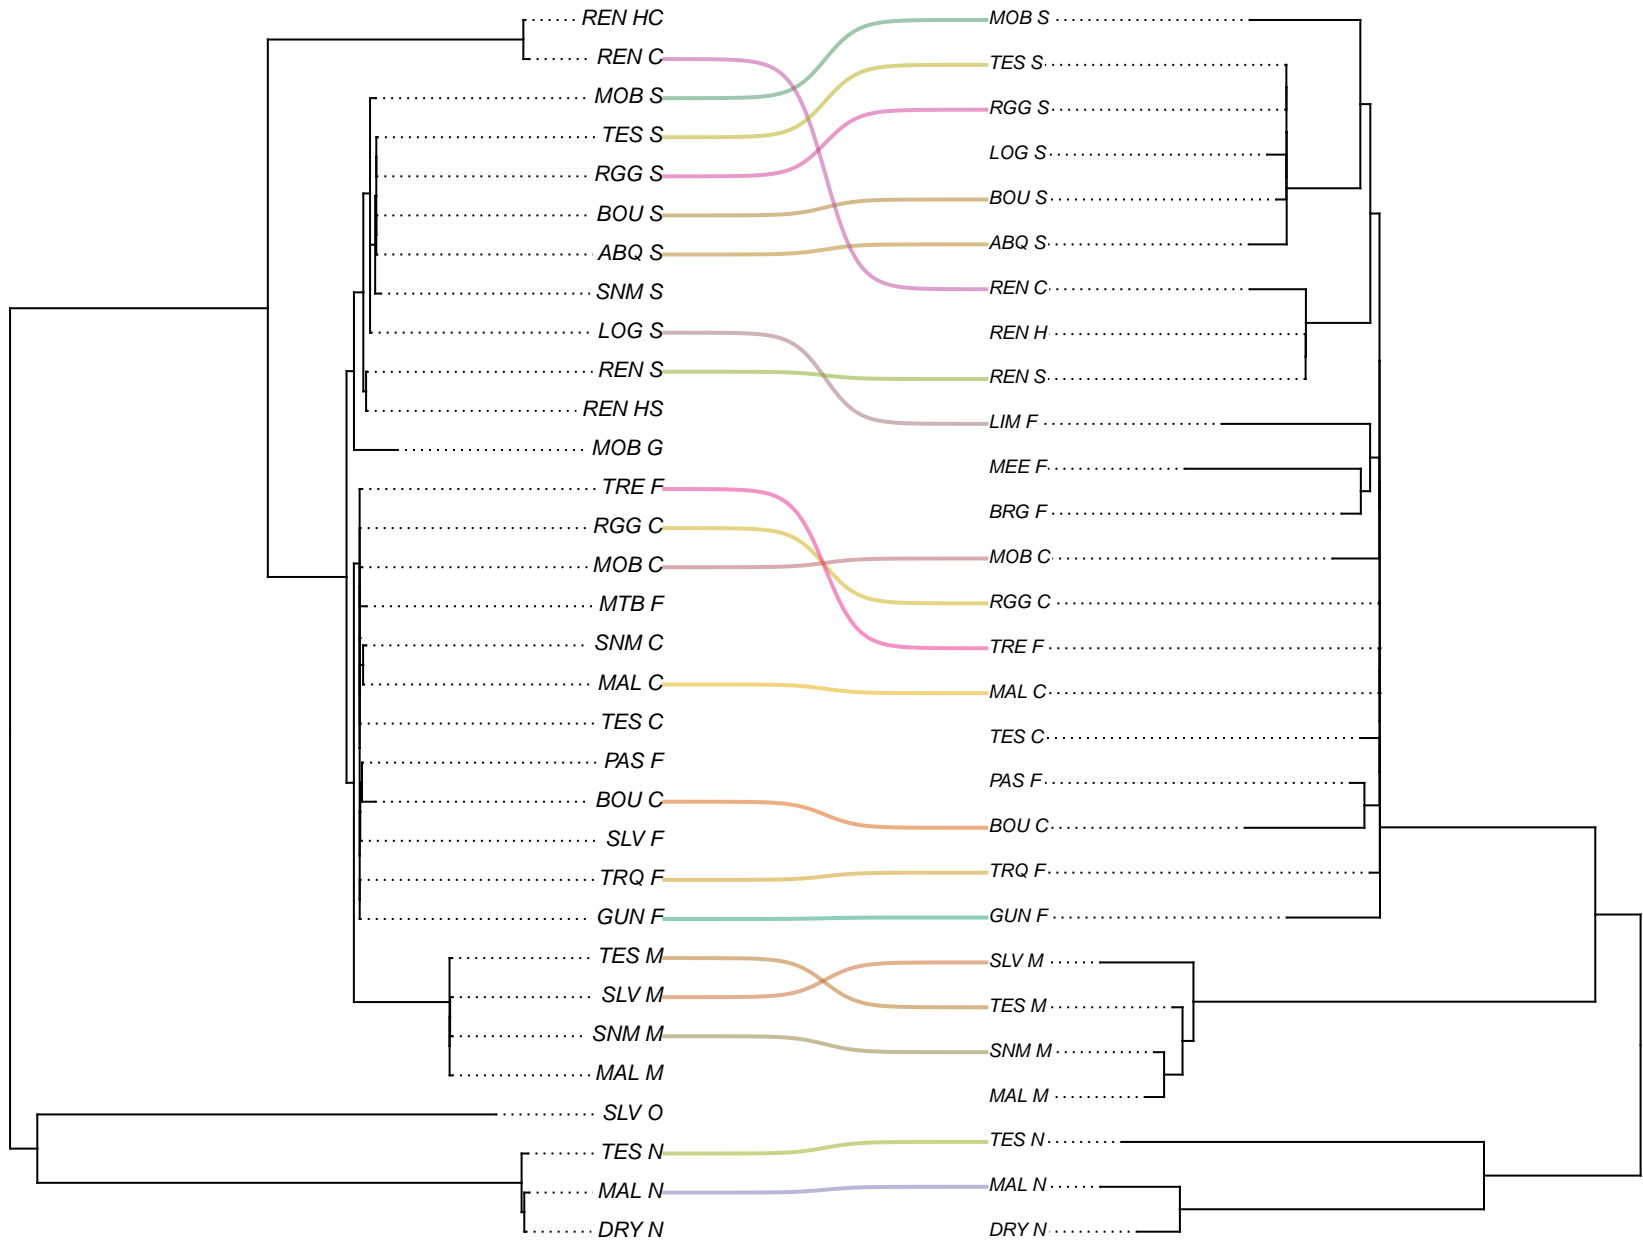 REN HC
REN C
MOB S
TES S
RGG S
BOU S
ABQ S
SNM S
LOG S
REN S
REN HS
MOB G
TRE F
RGG C
MOB C
MTB F
SNM C
MAL C
TES C
PAS F
BOU C
SLV F
TRQ F
GUN F
TES M
SLV M
SNM M
MAL M
SLV O
TES N
MAL N
DRY N
MOB S
TES S
RGG S
LOG S
BOU S
ABQ S
REN C
REN H
REN S
LIM F
MEE F
BRG F
MOB C
RGG C
TRE F
MAL C
TES C
PAS F
BOU C
TRQ F
GUN F
SLV M
TES M
SNM M
MAL M
TES N
MAL N
DRY N